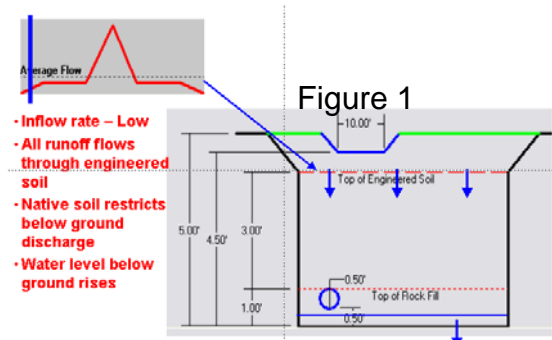 Average Flow
Figure 1
· Inflow rate – Low
· All runoff flows
through engineered
soil
· Native soil restricts
below ground
discharge
· Water level below
ground rises
10.00'
Top of Engineered Soil
5.00'
4.50'
3.00'
1.00'
0.50'
Top of Rock Fill
0.50'